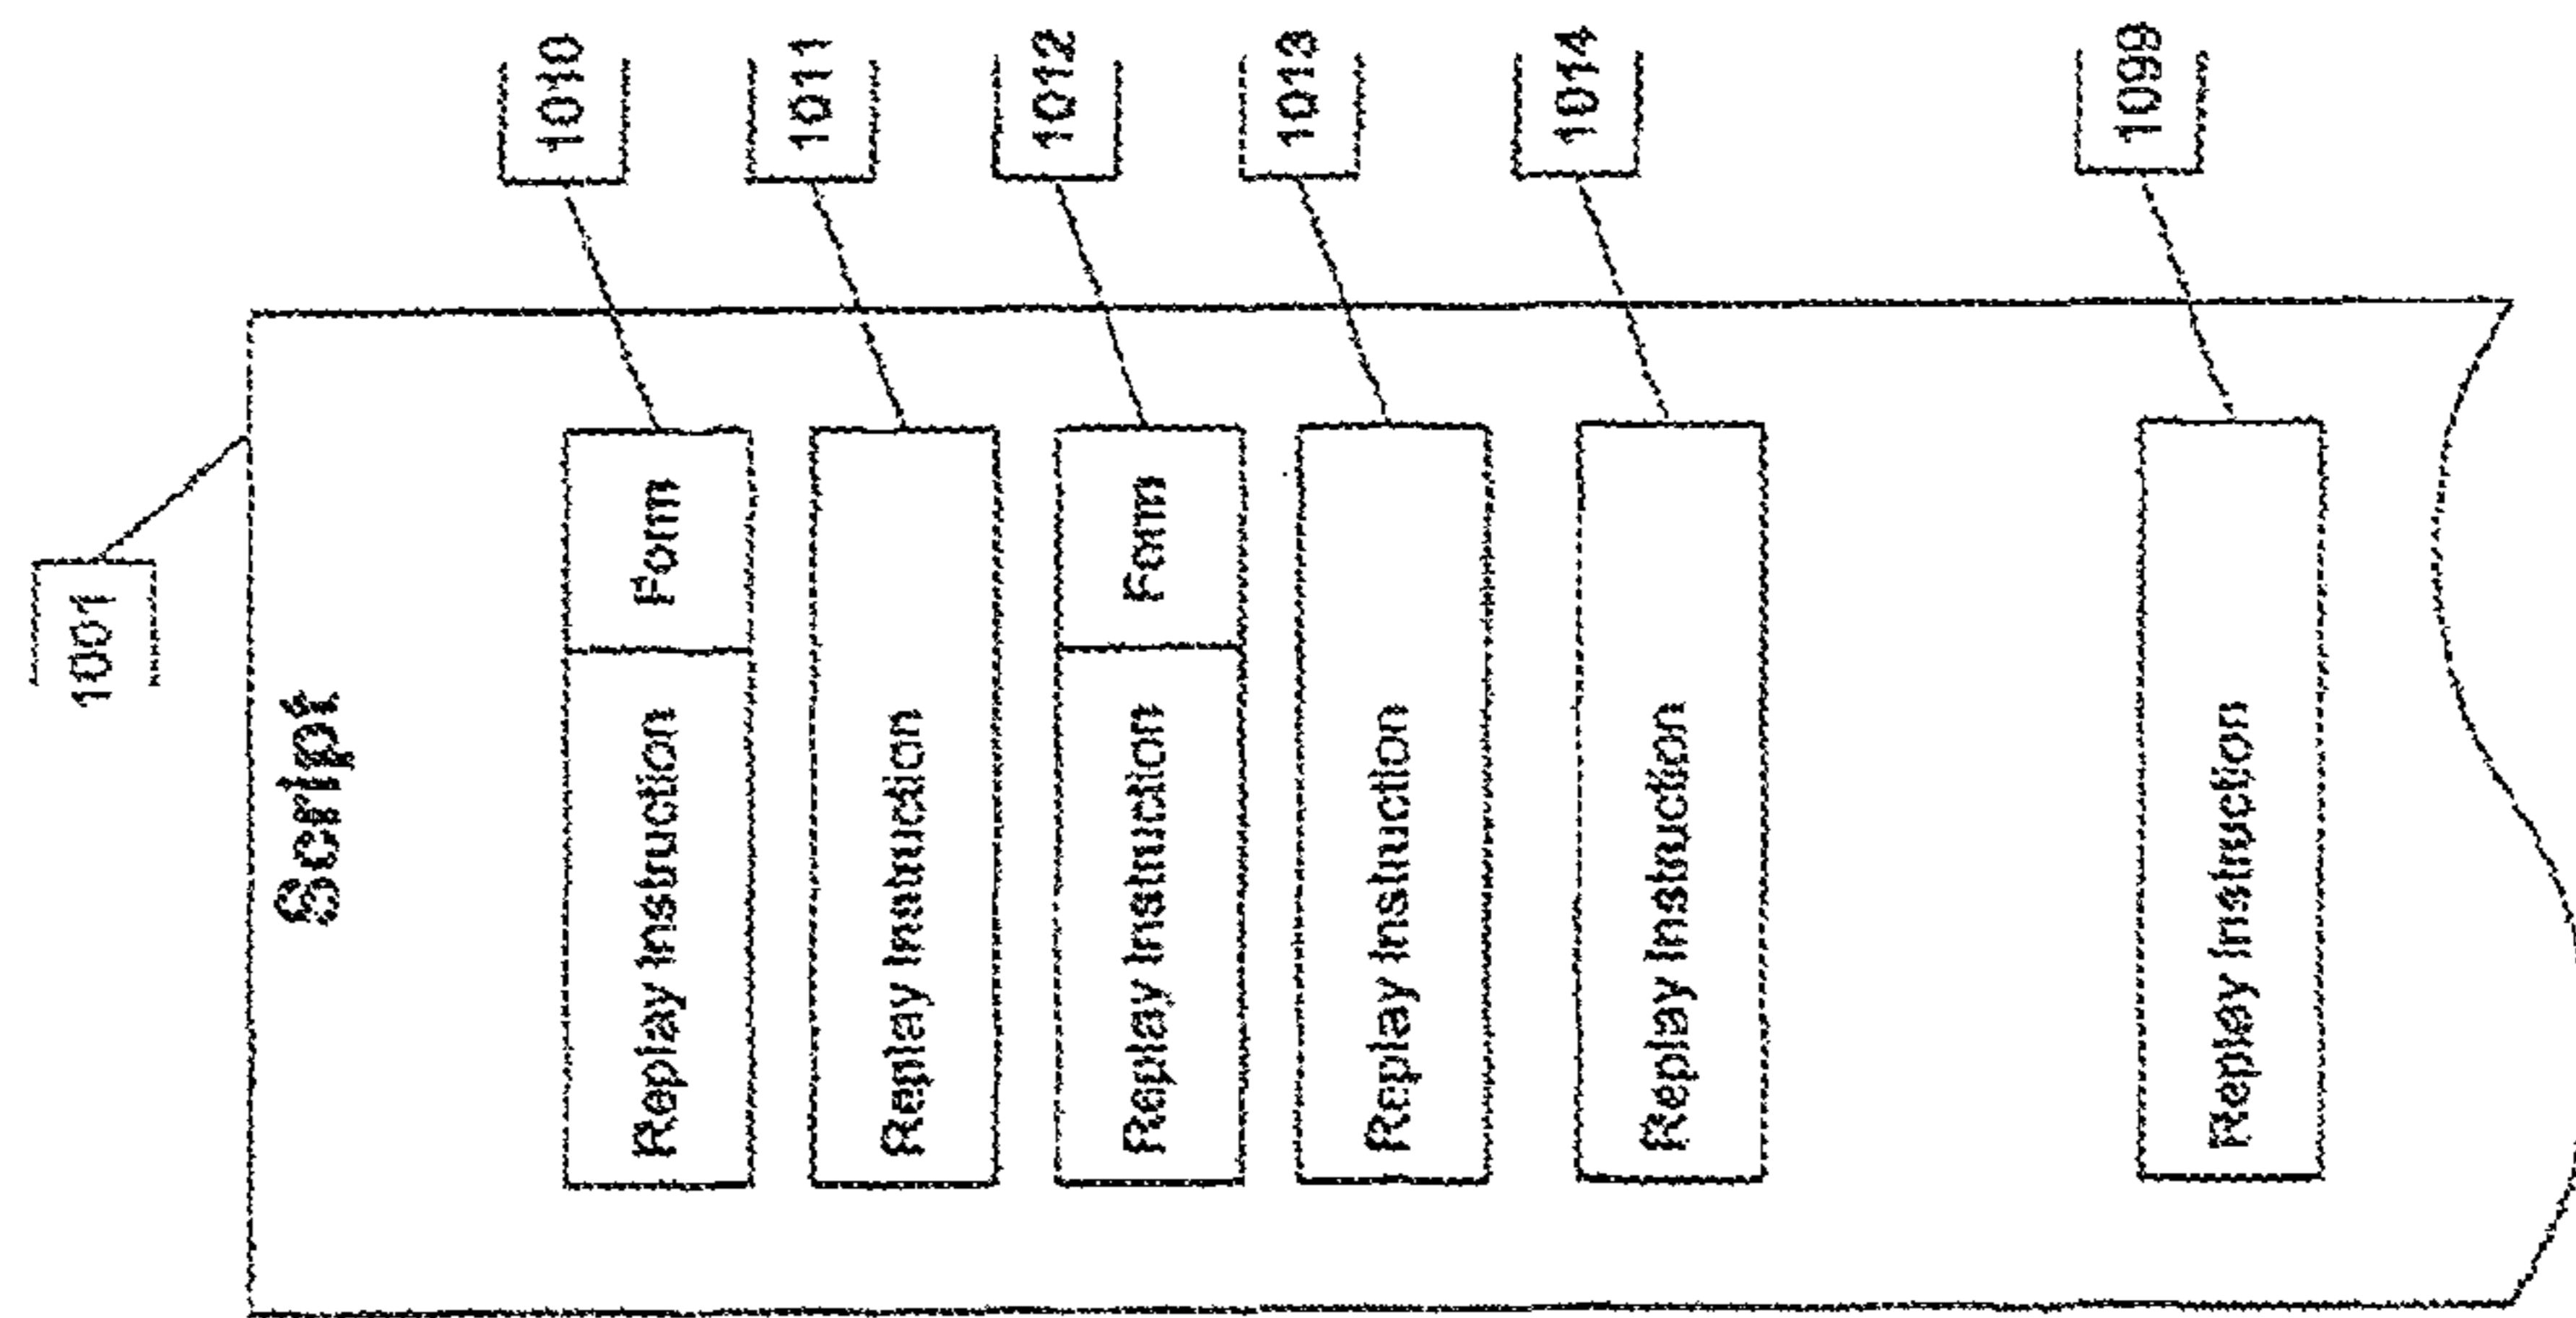 1001
Script
Replay Instruction Form 1010
Replay Instruction 1011
Replay Instruction Form 1012
Replay Instruction 1013
Replay Instruction 1014
Replay Instruction 1099